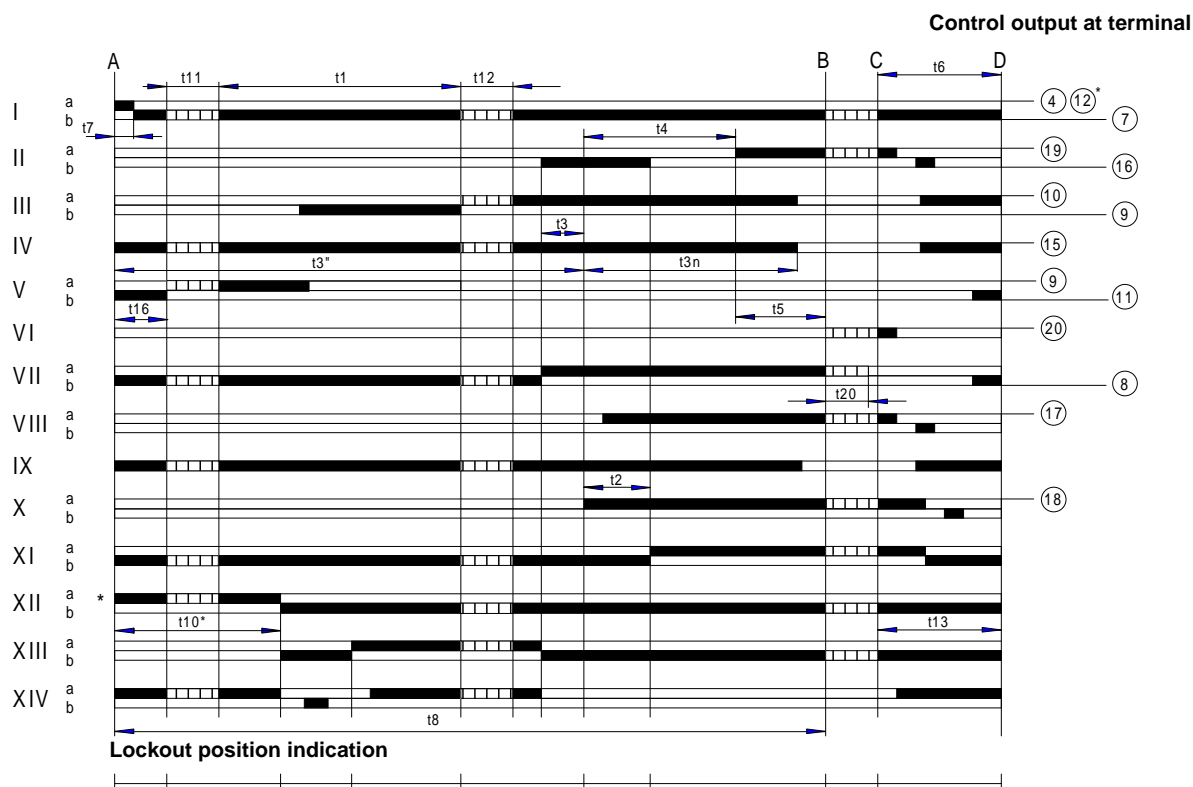 Control output at terminal
A B C D
t11 t1 t12 t6
I a b 4 12 * 7
t7 t4
II a b 19 16
III a b 10 9
t3
IV 15
t3" t3n
V a b 9 11
t16 t5
VI 20
VII a b 8
t20
VIII a b 17
IX
t2
X a b 18
XI a b
XII a b *
t10* t13
XIII a b
XIV a b
t8
Lockout position indication